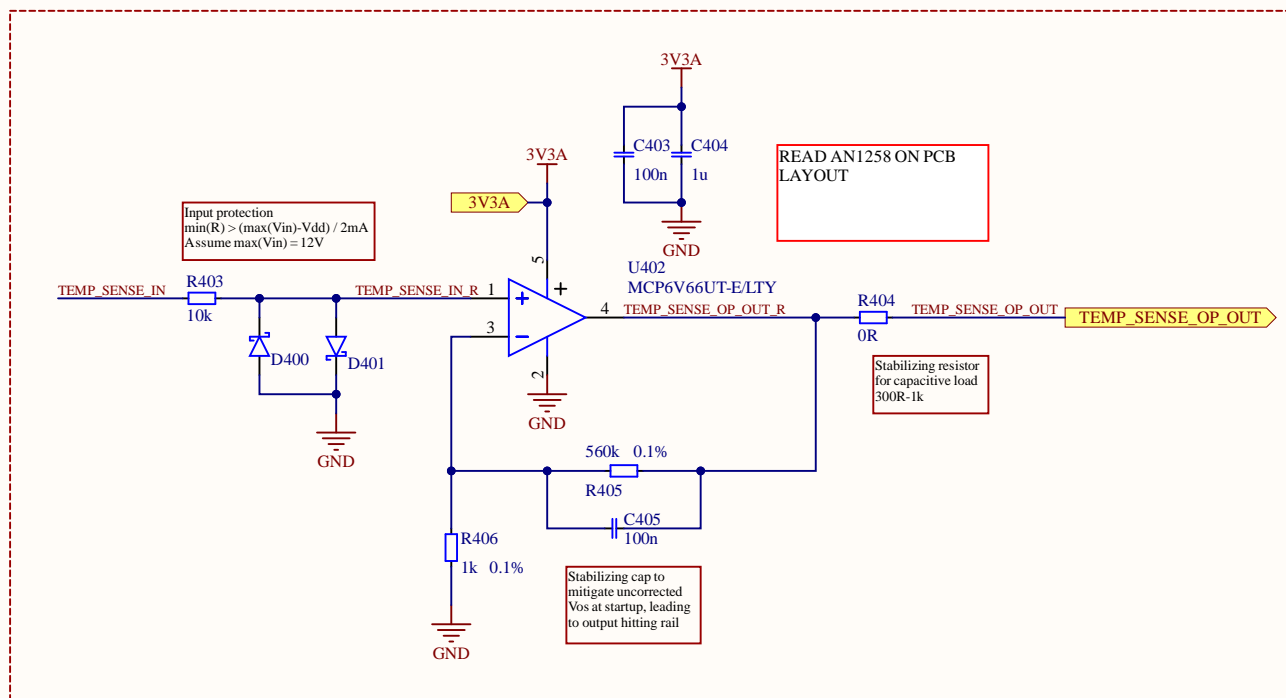 3V3A
C403
C404
100n
1u
GND
READ AN1258 ON PCB
LAYOUT
3V3A
3V3A
Input protection
min(R) > (max(Vin)-Vdd) / 2mA
Assume max(Vin) = 12V
5
U402
MCP6V66UT-E/LTY
TEMP_SENSE_IN
R403
10k
TEMP_SENSE_IN_R
1
3
4
2
TEMP_SENSE_OP_OUT_R
R404
0R
TEMP_SENSE_OP_OUT
TEMP_SENSE_OP_OUT
D400
D401
GND
GND
Stabilizing resistor
for capacitive load
300R-1k
560k 0.1%
R405
C405
100n
R406
1k 0.1%
GND
Stabilizing cap to
mitigate uncorrected
Vos at startup, leading
to output hitting rail